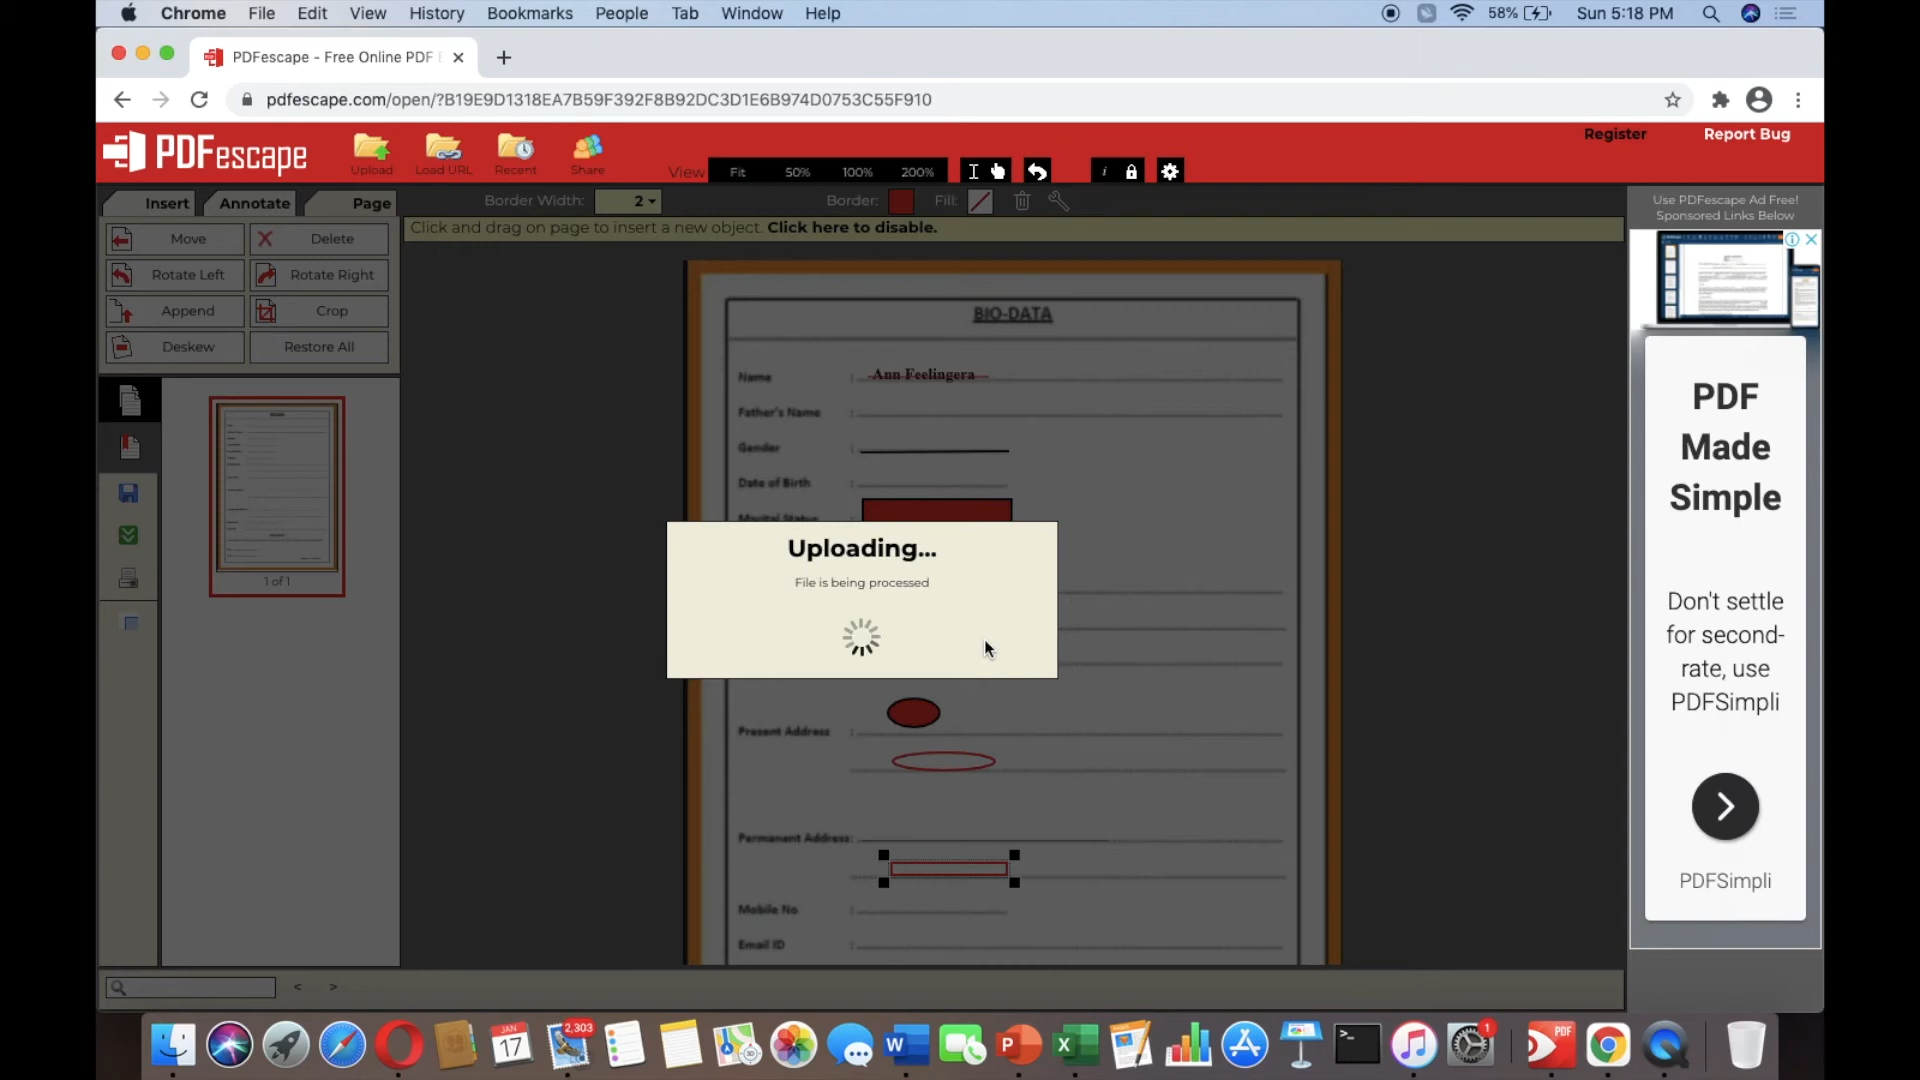 Chrome File Edit View History Bookmarks People Tab Window Help 58% Sun 5:18 PM
PDFescape - Free Online PDF
pdfescape.com/open/?B19E9D1318EA7B59F392F8B92DC3D1E6B974D0753C55F910
PDFescape
Upload Load URL Recent Share
View Fit 50% 100% 200%
Register Report Bug
Insert Annotate Page
Border Width: 2 Border: Fill:
Click and drag on page to insert a new object. Click here to disable.
Move Delete
Rotate Left Rotate Right
Append Crop
Deskew Restore All
1 of 1
BIO-DATA
Name : Ann Feelingera
Father's Name :
Gender :
Date of Birth :
Marital Status :
Uploading...
File is being processed
Present Address :
Permanent Address:
Mobile No :
Email ID :
Use PDFescape Ad Free!
Sponsored Links Below
PDF
Made
Simple
Don't settle
for second-
rate, use
PDFSimpli
PDFSimpli
< >
JAN
17
2,303
W
P
X
1
PDF